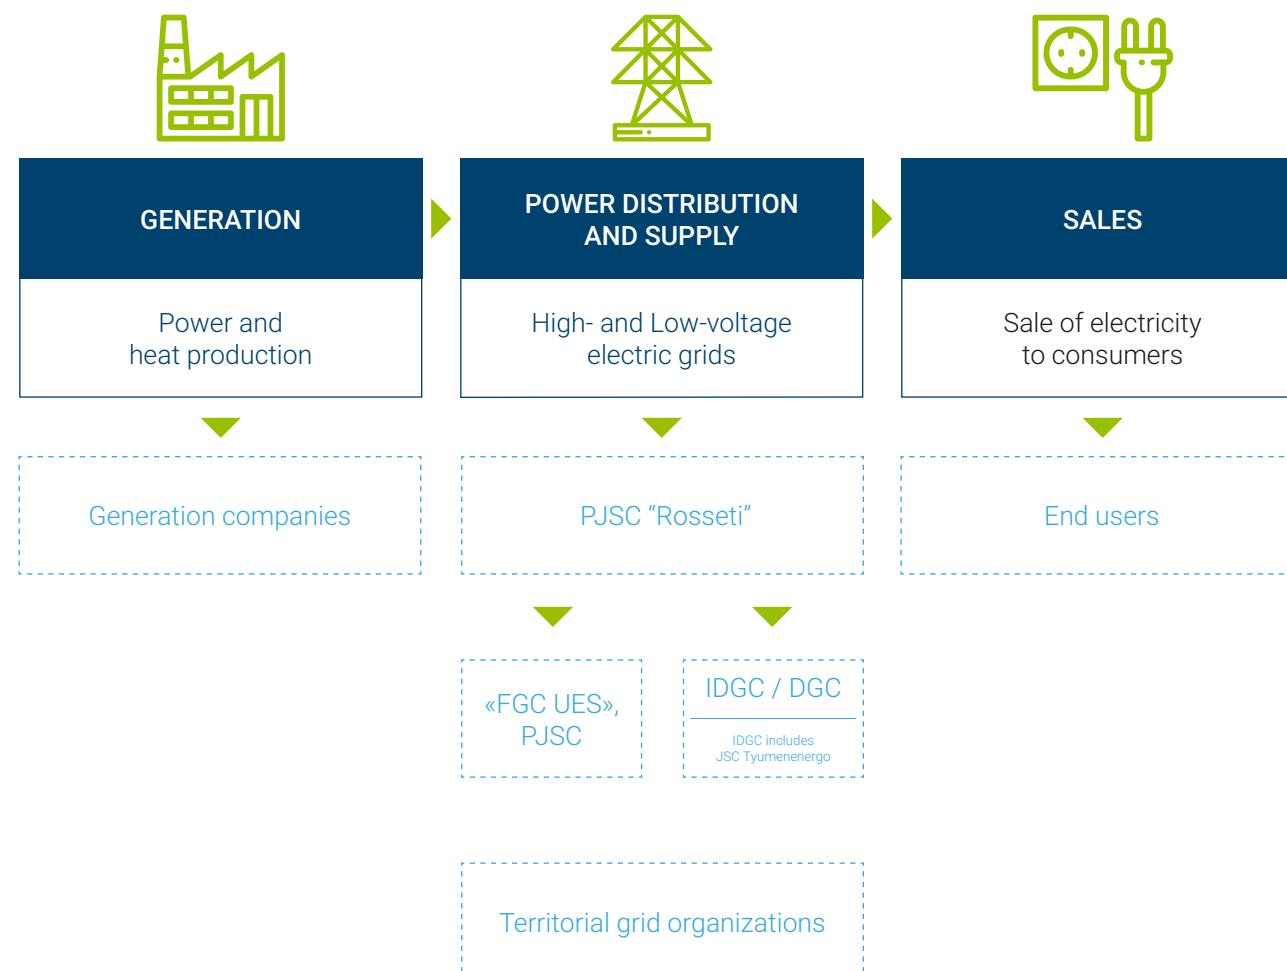 GENERATION
POWER DISTRIBUTION
AND SUPPLY
SALES
Power and
heat production
High- and Low-voltage
electric grids
Sale of electricity
to consumers
Generation companies
PJSC “Rosseti”
End users
«FGC UES»,
PJSC
IDGC / DGC
IDGC includes
JSC Tyumenenergo
Territorial grid organizations